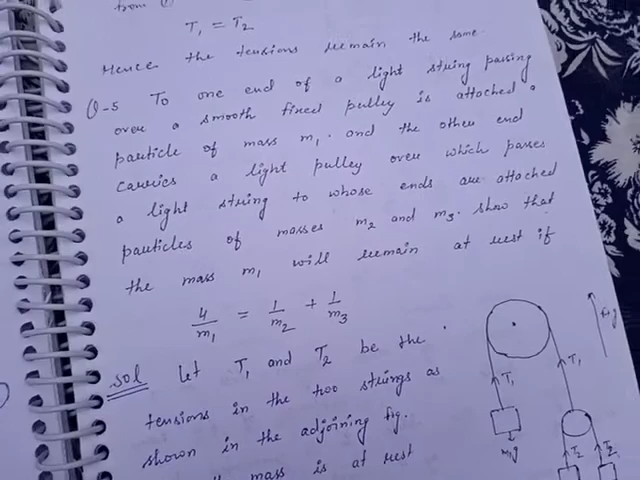 from
T₁ = T₂
Hence the tensions remain the same.
Q-5 To one end of a light string passing
over a smooth fixed pulley is attached a
particle of mass m₁. and the other end
carries a light pulley over which passes
a light string to whose ends are attached
particles of masses m₂ and m₃. show that
the mass m₁ will remain at rest if
4/m₁ = 1/m₂ + 1/m₃
Sol Let T₁ and T₂ be the
tensions in the two strings as
shown in the adjoining fig.
mass is at rest
T₁
T₁
m₁g
T₂
T₂